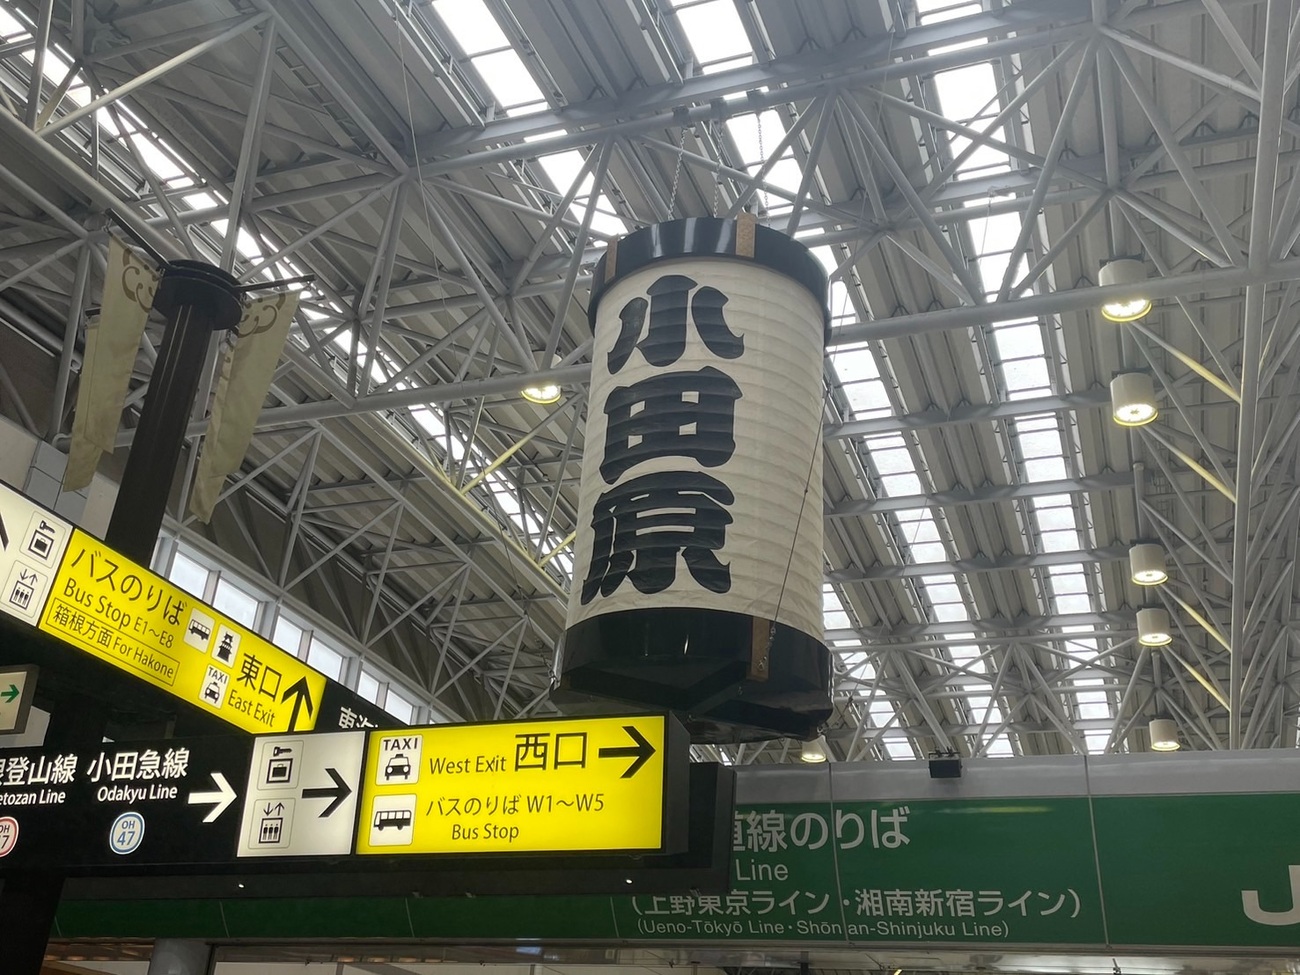 小田原
バスのりば
Bus Stop E1～E8
箱根方面 For Hakone
TAXI
東口
East Exit
登山線
etozan Line
小田急線
Odakyu Line
OH
47
TAXI
West Exit 西口
バスのりば W1～W5
Bus Stop
線のりば
Line
（上野東京ライン・湘南新宿ライン）
(Ueno-Tōkyō Line・Shōnan-Shinjuku Line)
J